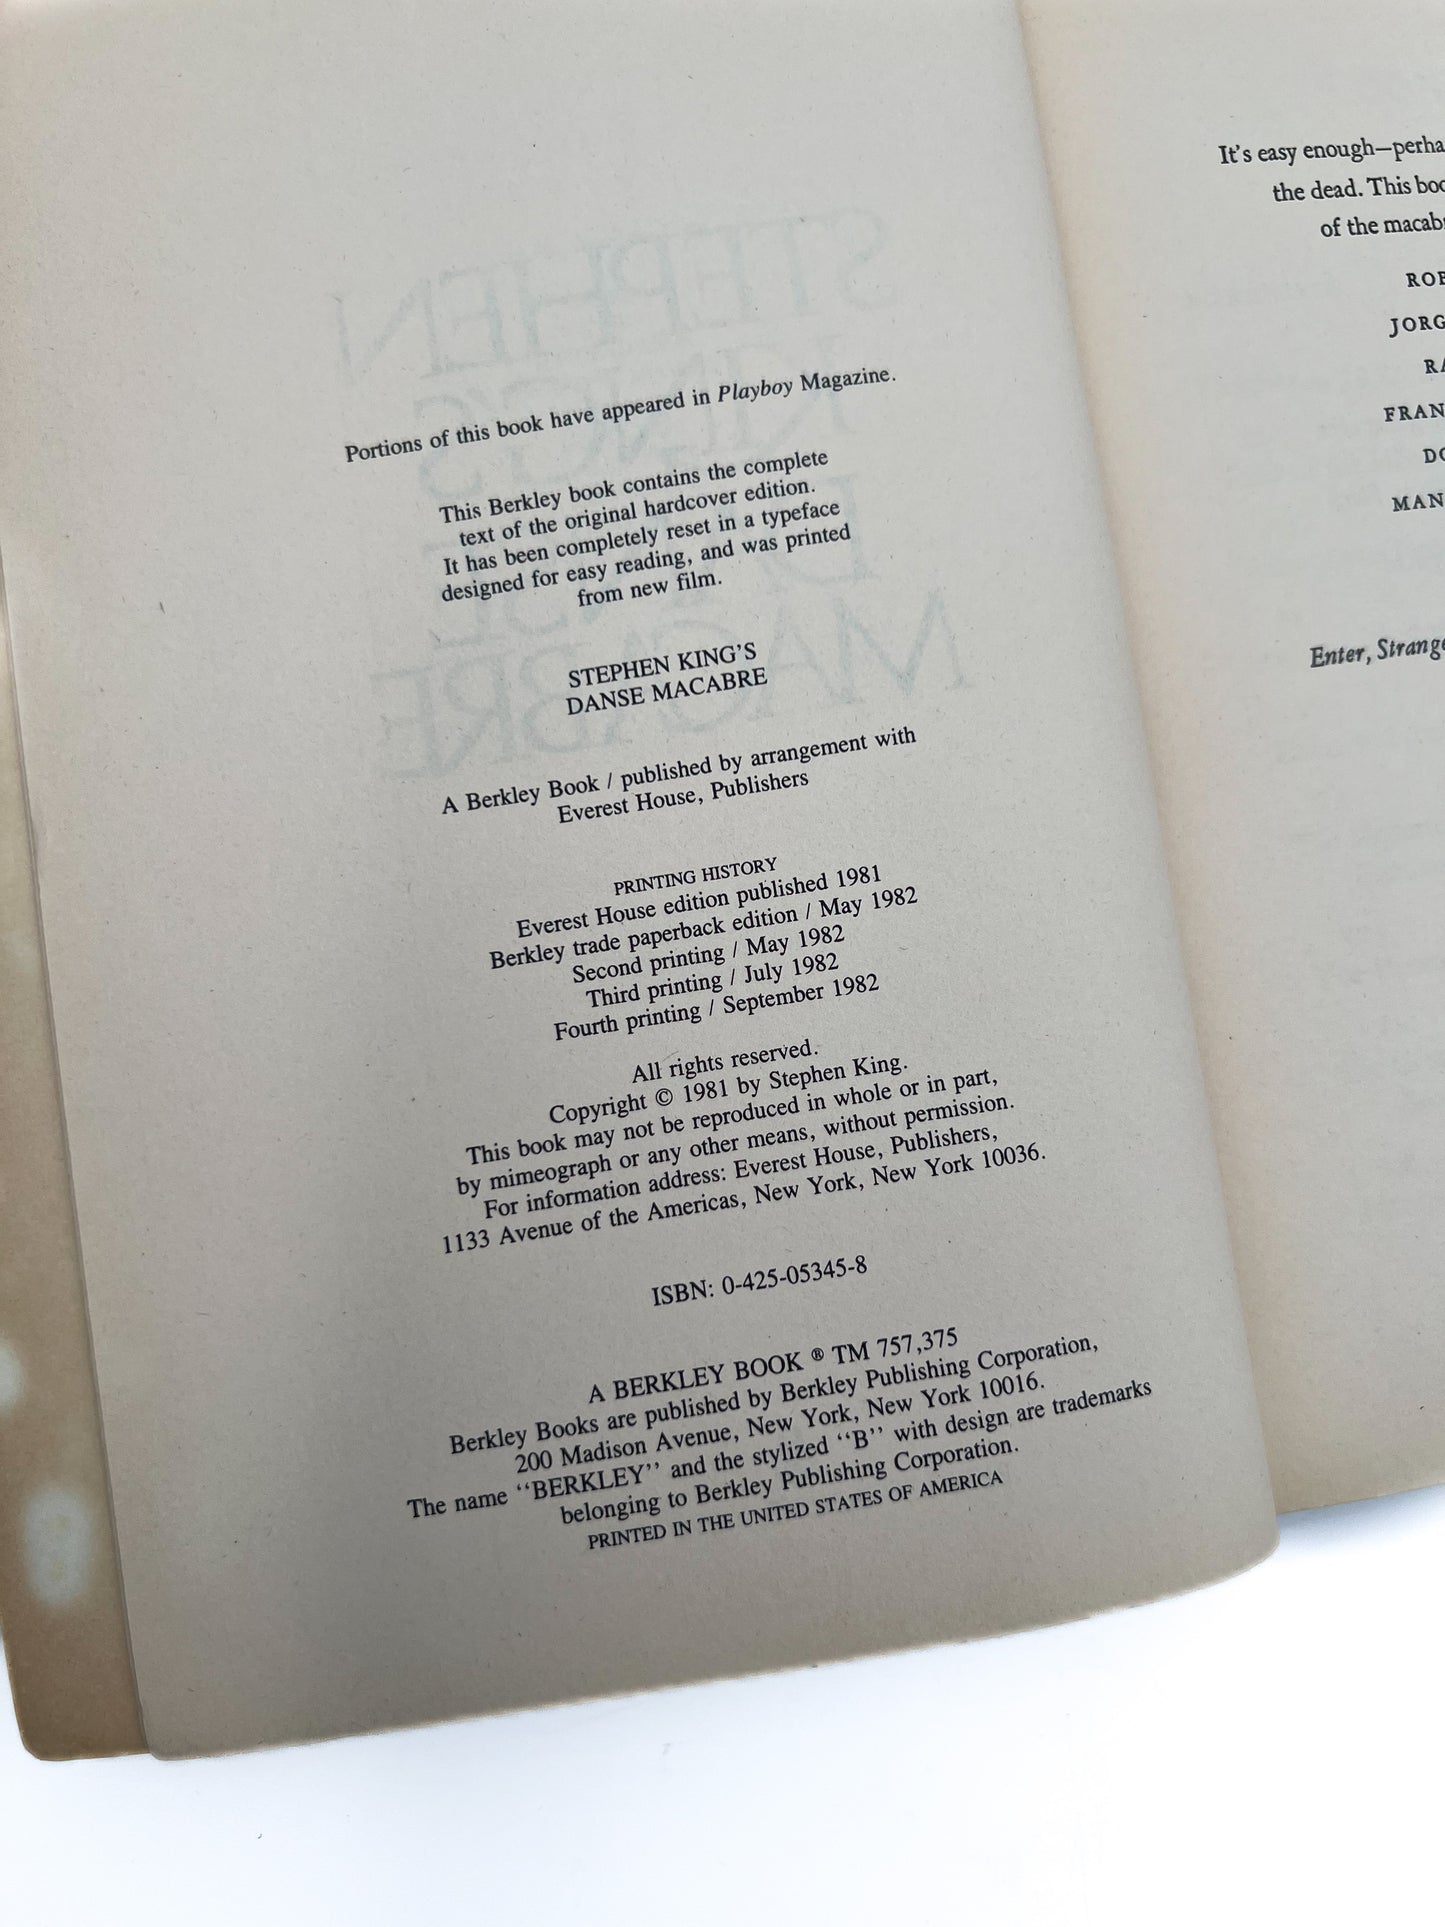 Portions of this book have appeared in Playboy Magazine.
This Berkley book contains the complete
text of the original hardcover edition.
It has been completely reset in a typeface
designed for easy reading, and was printed
from new film.
STEPHEN KING'S
DANSE MACABRE
A Berkley Book / published by arrangement with
Everest House, Publishers
PRINTING HISTORY
Everest House edition published 1981
Berkley trade paperback edition / May 1982
Second printing / May 1982
Third printing / July 1982
Fourth printing / September 1982
All rights reserved.
Copyright © 1981 by Stephen King.
This book may not be reproduced in whole or in part,
by mimeograph or any other means, without permission.
For information address: Everest House, Publishers,
1133 Avenue of the Americas, New York, New York 10036.
ISBN: 0-425-05345-8
A BERKLEY BOOK ® TM 757,375
Berkley Books are published by Berkley Publishing Corporation,
200 Madison Avenue, New York, New York 10016.
The name ‘‘BERKLEY’’ and the stylized ‘‘B’’ with design are trademarks
belonging to Berkley Publishing Corporation.
PRINTED IN THE UNITED STATES OF AMERICA
It's easy enough—perha
the dead. This boo
of the macab
ROB
JORG
RA
FRAN
DO
MAN
Enter, Strange